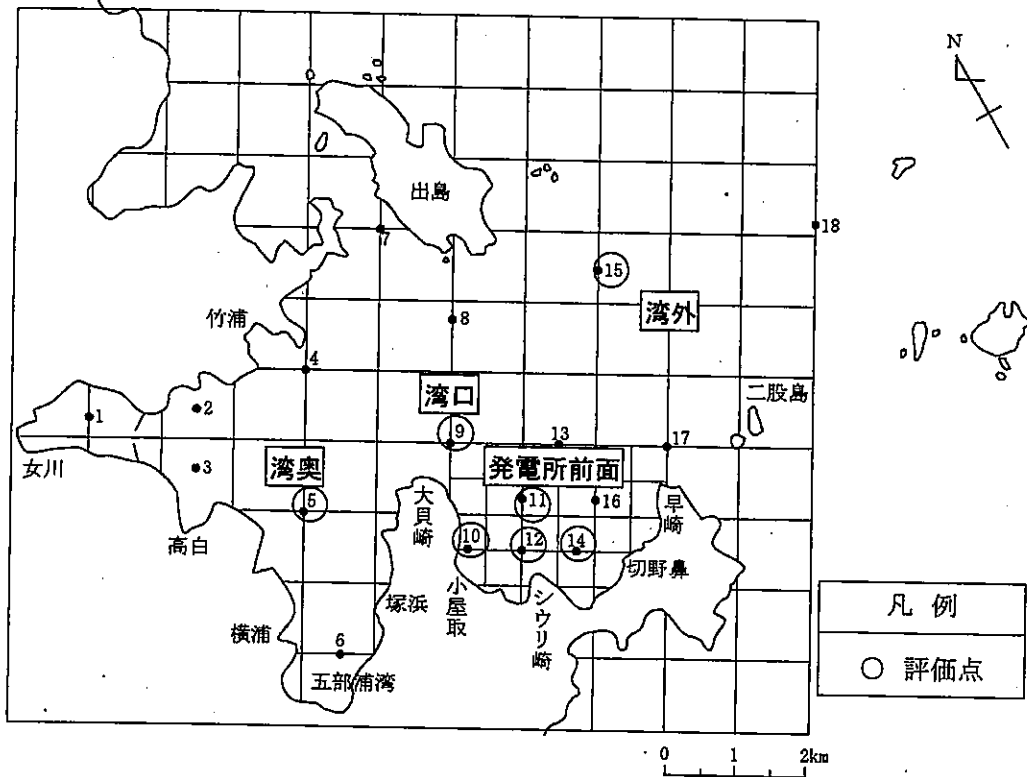 N
出島
7
18
15
湾外
竹浦
8
4
湾口
二股島
1
2
9
13
17
女川
3
湾奥
発電所前面
5
大貝崎
11
16
早崎
高白
10
12
14
切野鼻
小屋取
シウリ崎
塚浜
横浦
6
五部浦湾
凡例
○ 評価点
0 1 2km